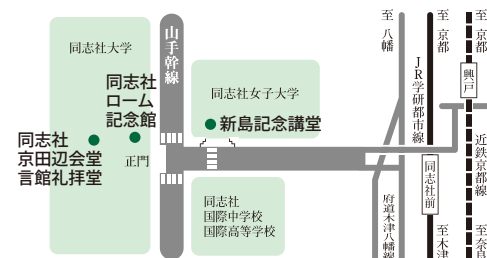 同志社大学
同志社
ローム
記念館
同志社
京田辺会堂
言館礼拝堂
正門
山手幹線
同志社女子大学
新島記念講堂
同志社
国際中学校
国際高等学校
至 八幡
JR学研都市線
至 京都
興戸
至 京都
近鉄京都線
同志社前
府道木津八幡線
至 木津
至 奈良